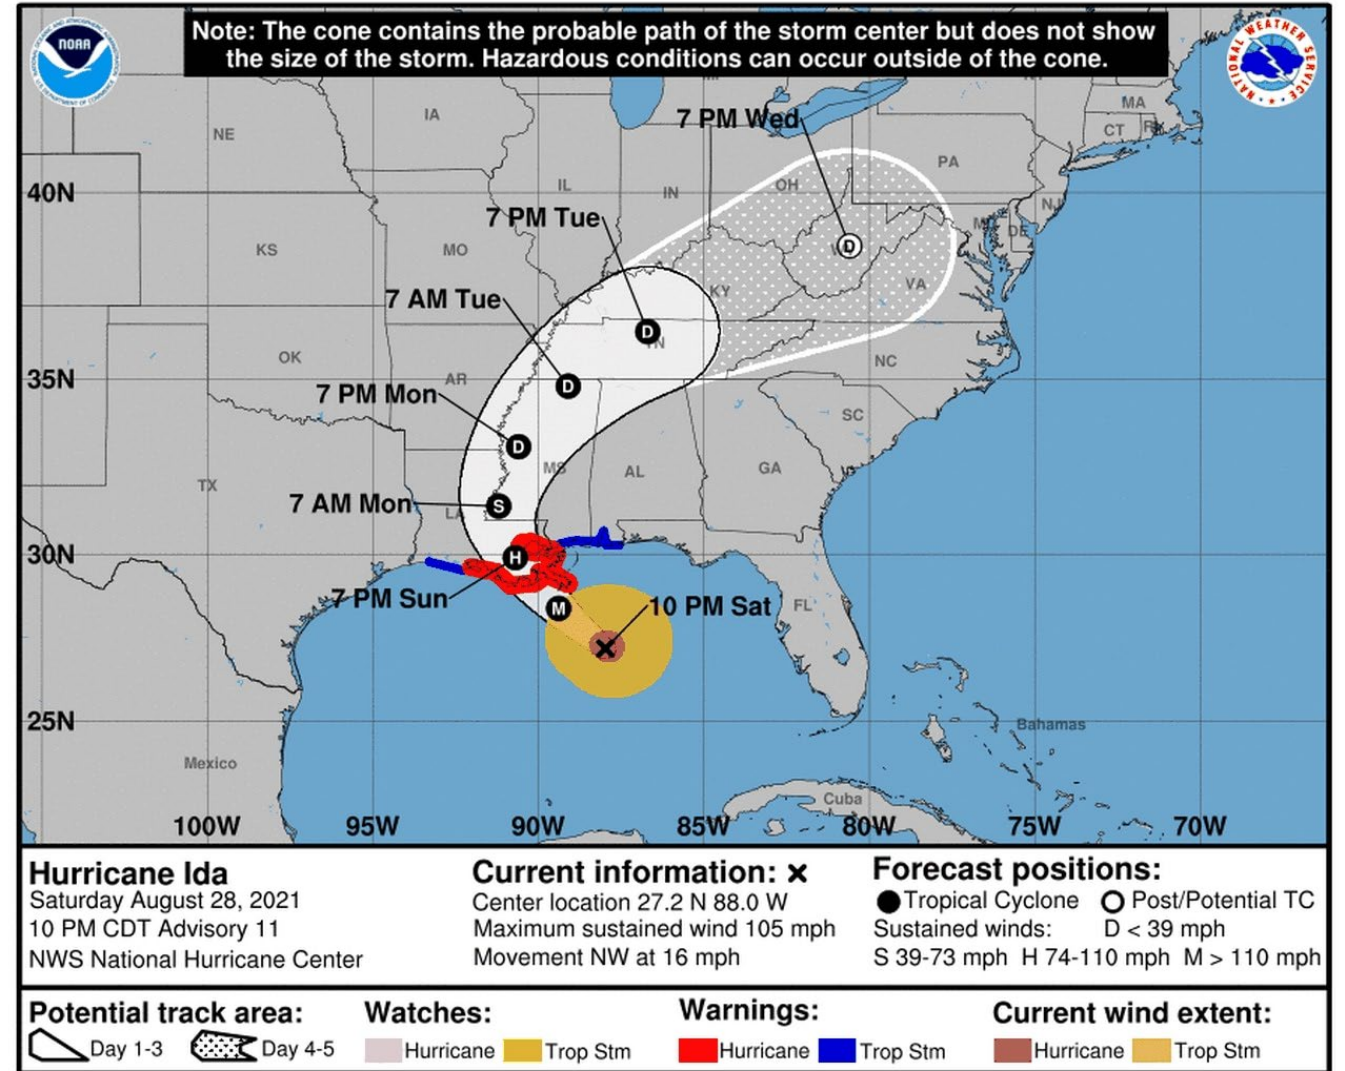 Note: The cone contains the probable path of the storm center but does not show
the size of the storm. Hazardous conditions can occur outside of the cone.
NOAA
NATIONAL WEATHER SERVICE
7 PM Wed
MA
CT
IA
NE
PA
40N
IL
IN
OH
NJ
7 PM Tue
DE
KS
MO
D
VA
KY
7 AM Tue
D
TN
OK
NC
35N
AR
D
7 PM Mon
SC
D
MS
AL
GA
TX
7 AM Mon
S
LA
30N
H
7 PM Sun
M
10 PM Sat
FL
25N
Bahamas
Mexico
Cuba
100W 95W 90W 85W 80W 75W 70W
Hurricane Ida
Saturday August 28, 2021
10 PM CDT Advisory 11
NWS National Hurricane Center
Current information: x
Center location 27.2 N 88.0 W
Maximum sustained wind 105 mph
Movement NW at 16 mph
Forecast positions:
Tropical Cyclone Post/Potential TC
Sustained winds: D < 39 mph
S 39-73 mph H 74-110 mph M > 110 mph
Potential track area:
Day 1-3 Day 4-5
Watches:
Hurricane Trop Stm
Warnings:
Hurricane Trop Stm
Current wind extent:
Hurricane Trop Stm